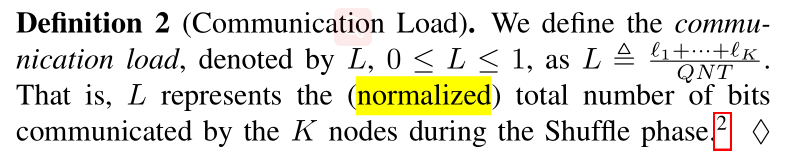 Definition 2 (Communication Load). We define the commu-
nication load, denoted by L, 0 ≤ L ≤ 1, as L ≜ (ℓ₁+⋯+ℓ_K)/(QNT).
That is, L represents the (normalized) total number of bits
communicated by the K nodes during the Shuffle phase.² ◊